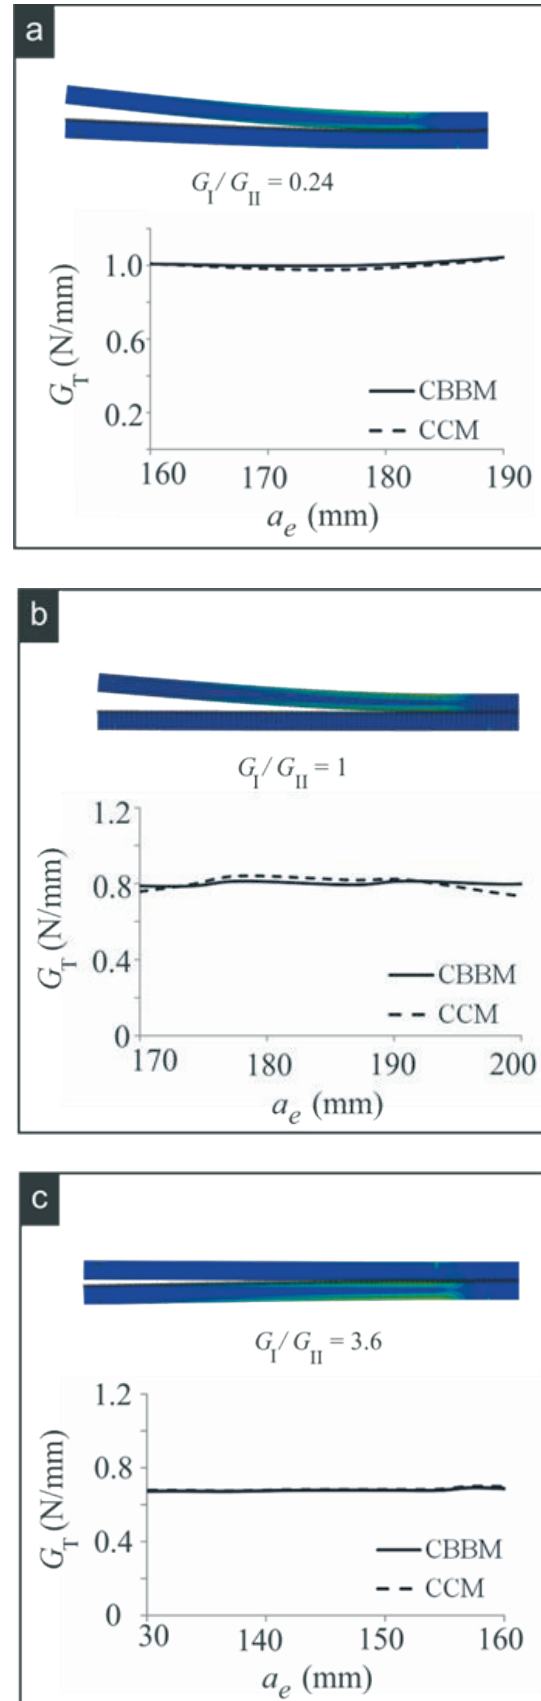 a
G_I / G_II = 0.24
G_T (N/mm)
1.0
0.6
0.2
CBBM
CCM
160 170 180 190
a_e (mm)
b
G_I / G_II = 1
G_T (N/mm)
1.2
0.8
0.4
0
CBBM
CCM
170 180 190 200
a_e (mm)
c
G_I / G_II = 3.6
G_T (N/mm)
1.2
0.8
0.4
0
CBBM
CCM
30 140 150 160
a_e (mm)